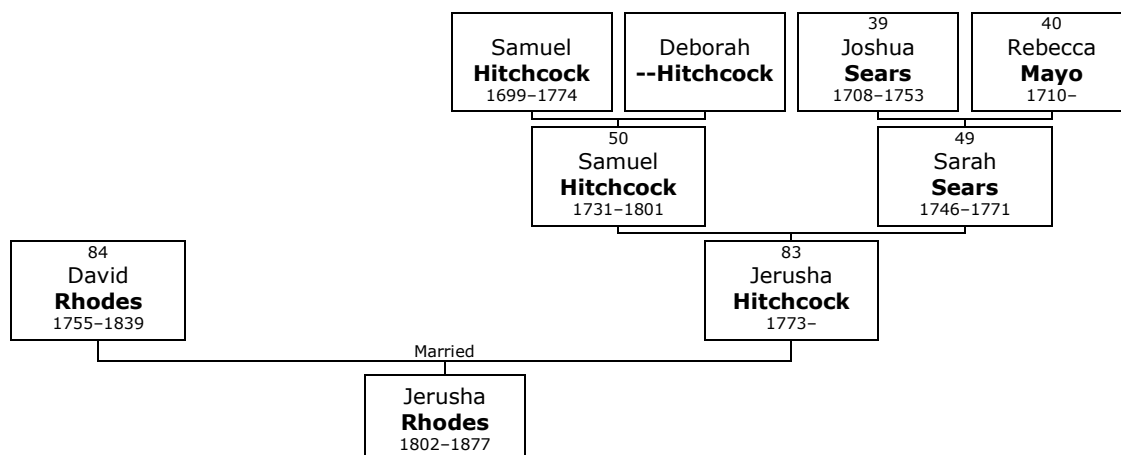 Samuel
Hitchcock
1699–1774
Deborah
--Hitchcock
39
Joshua
Sears
1708–1753
40
Rebecca
Mayo
1710–
50
Samuel
Hitchcock
1731–1801
49
Sarah
Sears
1746–1771
84
David
Rhodes
1755–1839
83
Jerusha
Hitchcock
1773–
Married
Jerusha
Rhodes
1802–1877